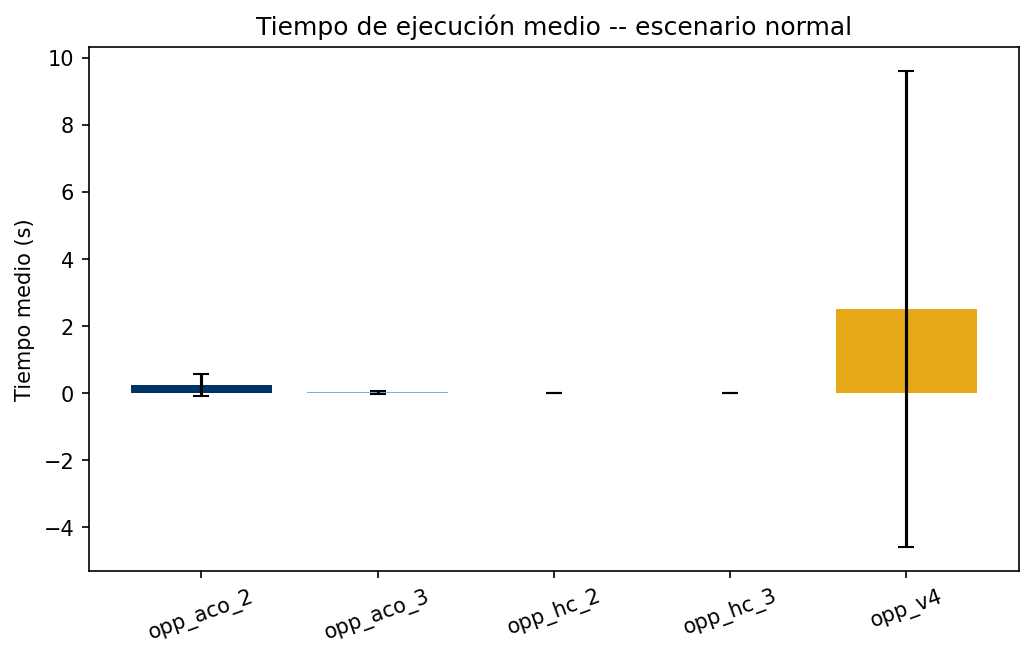 Tiempo de ejecución medio -- escenario normal
Tiempo medio (s)
10
8
6
4
2
0
−2
−4
opp_aco_2
opp_aco_3
opp_hc_2
opp_hc_3
opp_v4